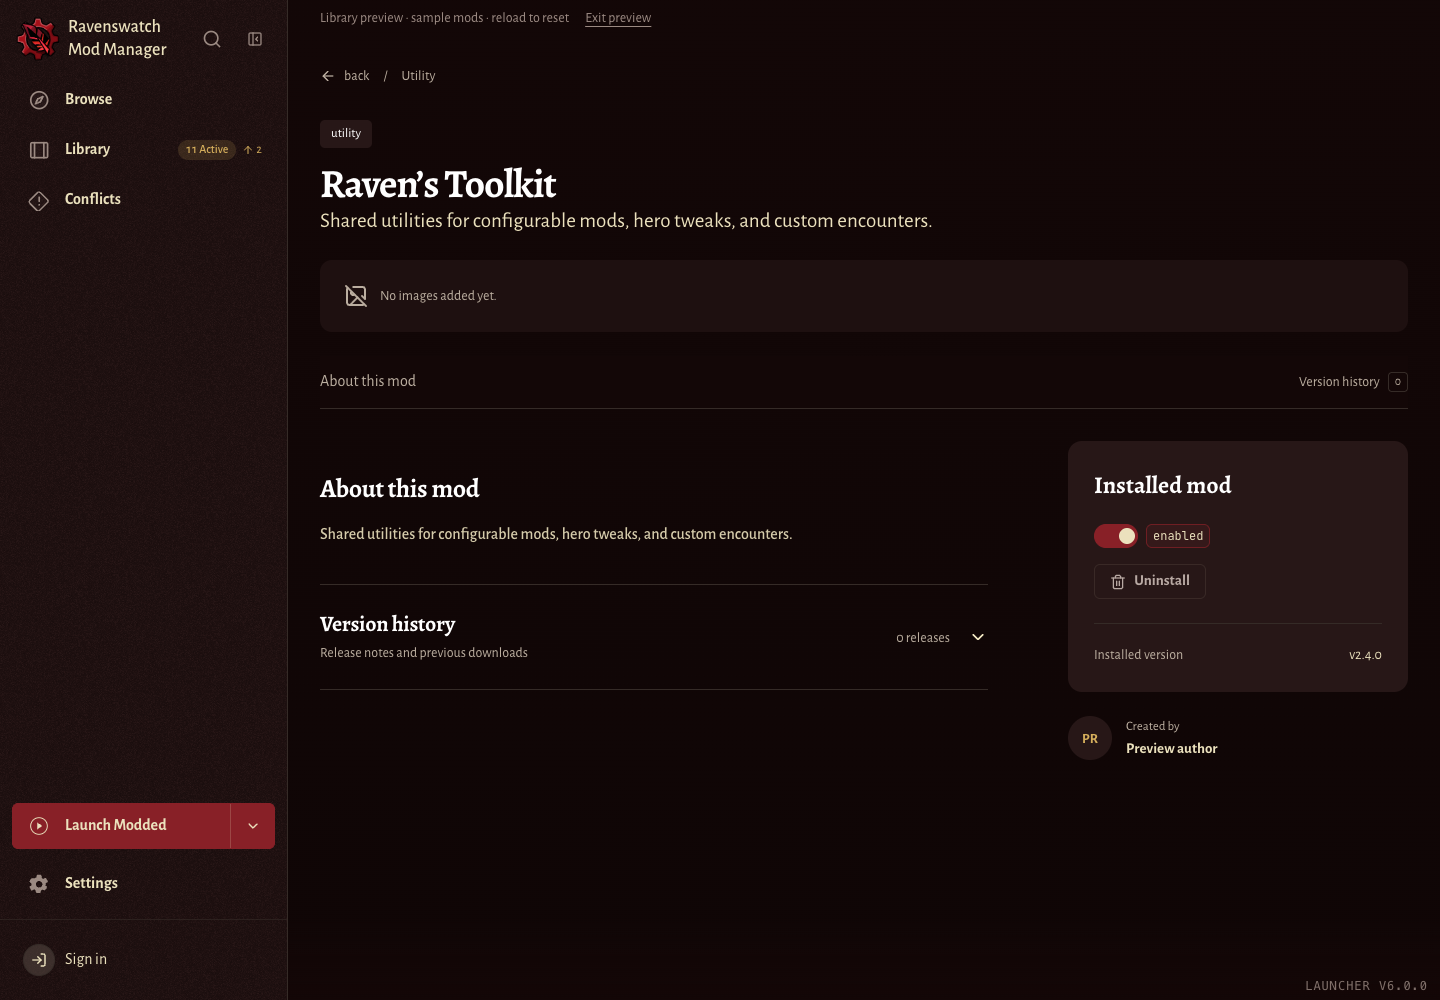 Ravenswatch
Mod Manager
Browse
Library
11 Active
2
Conflicts
Launch Modded
Settings
Sign in
Library preview · sample mods · reload to reset
Exit preview
back / Utility
utility
Raven’s Toolkit
Shared utilities for configurable mods, hero tweaks, and custom encounters.
No images added yet.
About this mod
Version history 0
About this mod
Shared utilities for configurable mods, hero tweaks, and custom encounters.
Version history
Release notes and previous downloads
0 releases
Installed mod
enabled
Uninstall
Installed version v2.4.0
PR
Created by
Preview author
LAUNCHER V6.0.0